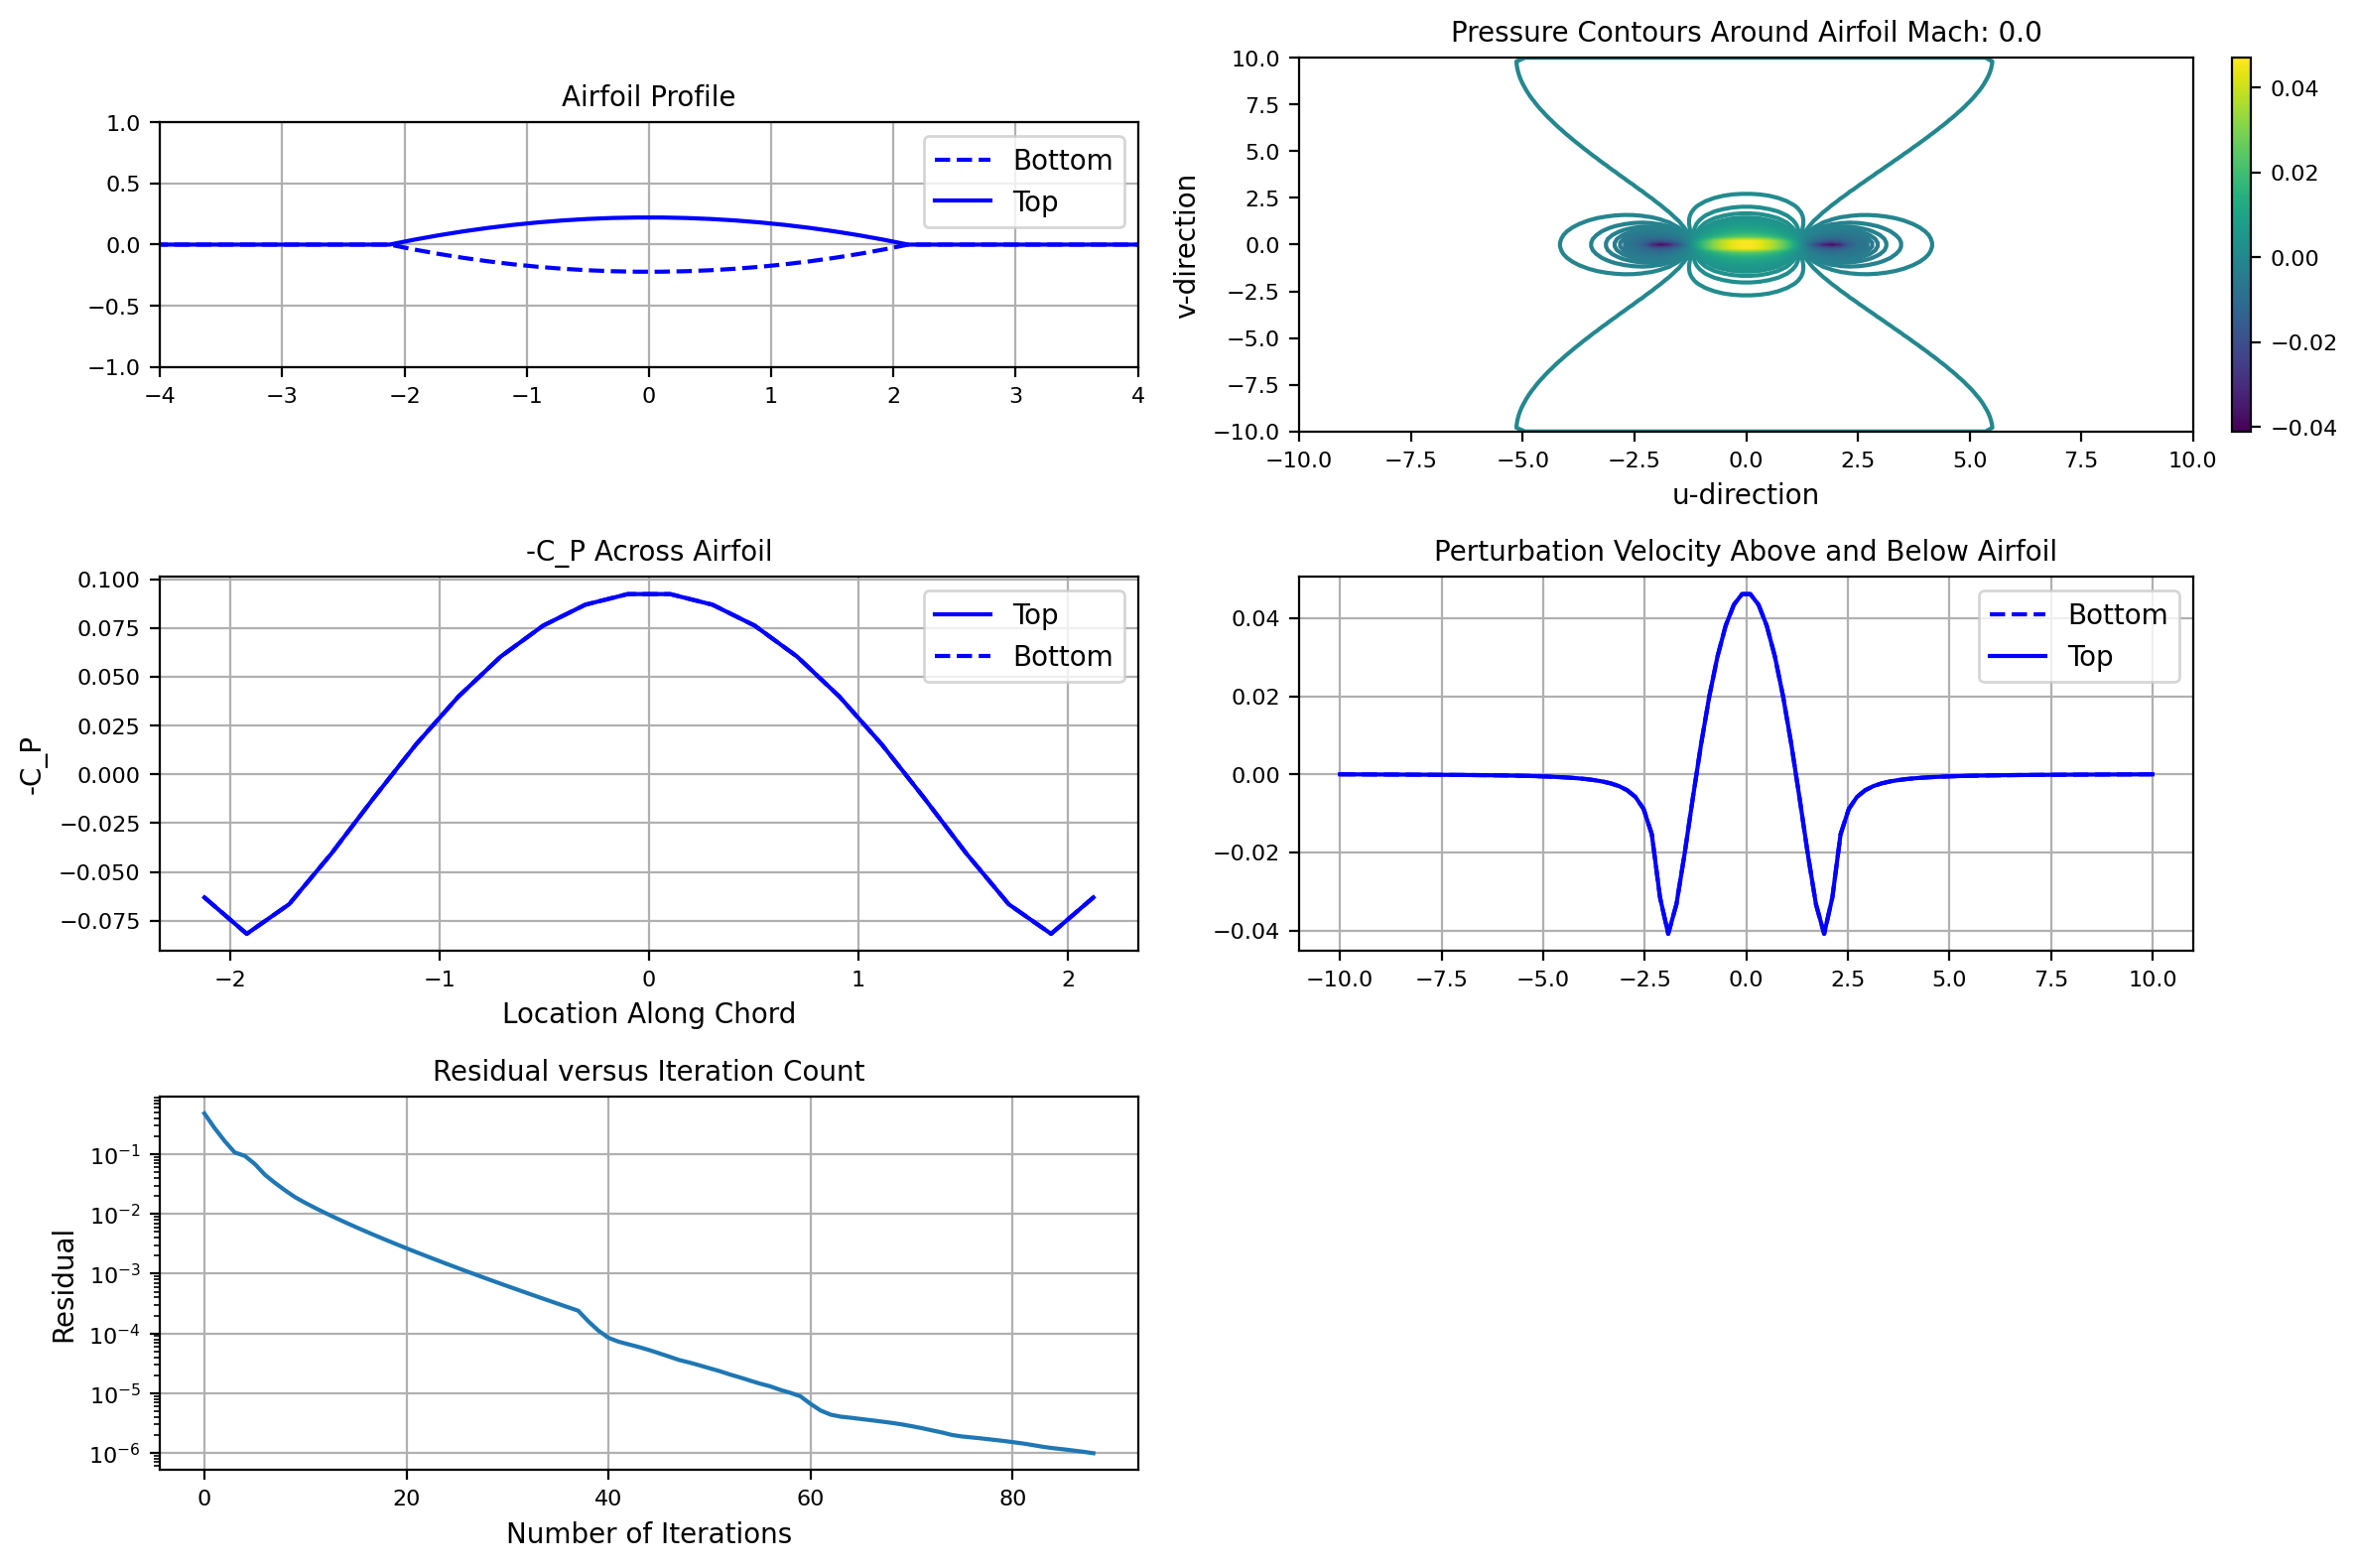 Airfoil Profile
1.0
0.5
0.0
−0.5
−1.0
−4 −3 −2 −1 0 1 2 3 4
Bottom
Top
Pressure Contours Around Airfoil Mach: 0.0
v-direction
10.0
7.5
5.0
2.5
0.0
−2.5
−5.0
−7.5
−10.0
−10.0 −7.5 −5.0 −2.5 0.0 2.5 5.0 7.5 10.0
u-direction
0.04
0.02
0.00
−0.02
−0.04
-C_P Across Airfoil
-C_P
0.100
0.075
0.050
0.025
0.000
−0.025
−0.050
−0.075
−2 −1 0 1 2
Location Along Chord
Top
Bottom
Perturbation Velocity Above and Below Airfoil
0.04
0.02
0.00
−0.02
−0.04
−10.0 −7.5 −5.0 −2.5 0.0 2.5 5.0 7.5 10.0
Bottom
Top
Residual versus Iteration Count
Residual
10⁻¹
10⁻²
10⁻³
10⁻⁴
10⁻⁵
10⁻⁶
0 20 40 60 80
Number of Iterations